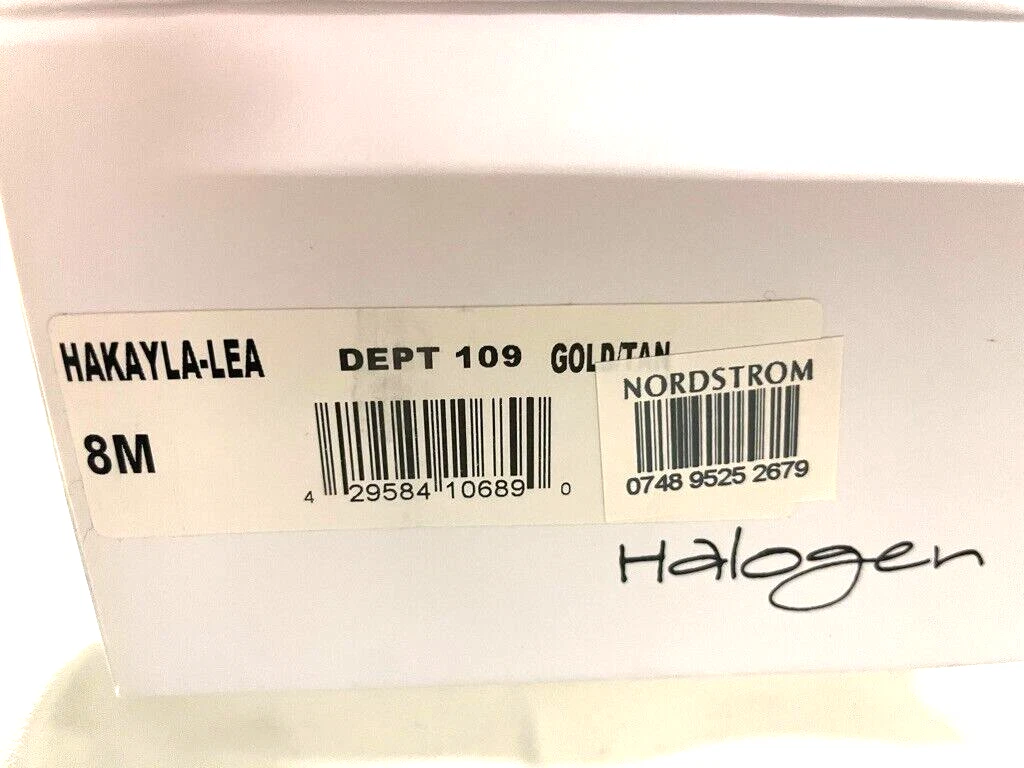 HAKAYLA-LEA DEPT 109 GOLD/TAN
8M
4 29584 10689 0
NORDSTROM
0748 9525 2679
Halogen